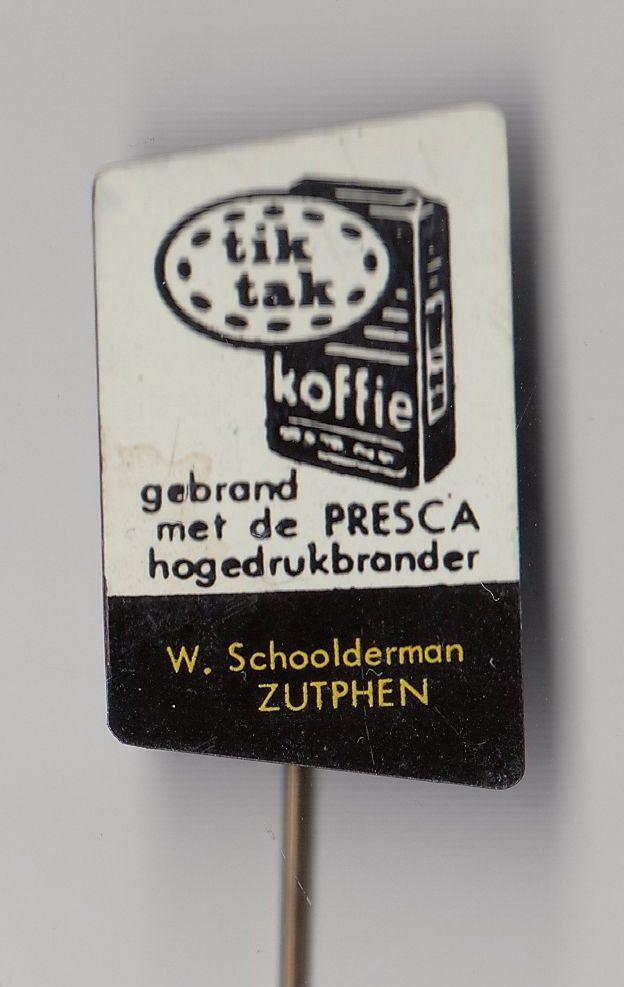 tik
tak
koffie
gebrand
met de PRESCA
hogedrukbrander
W. Schoolderman
ZUTPHEN